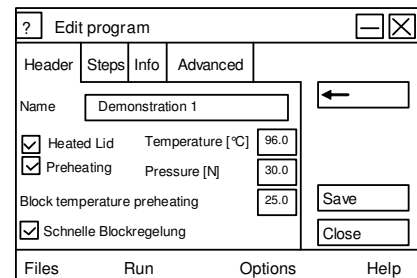 ? Edit program
Header Steps Info Advanced
Name Demonstration 1
Heated Lid Temperature [°C] 96.0
Preheating Pressure [N] 30.0
Block temperature preheating 25.0
Save
Schnelle Blockregelung
Close
Files Run Options Help